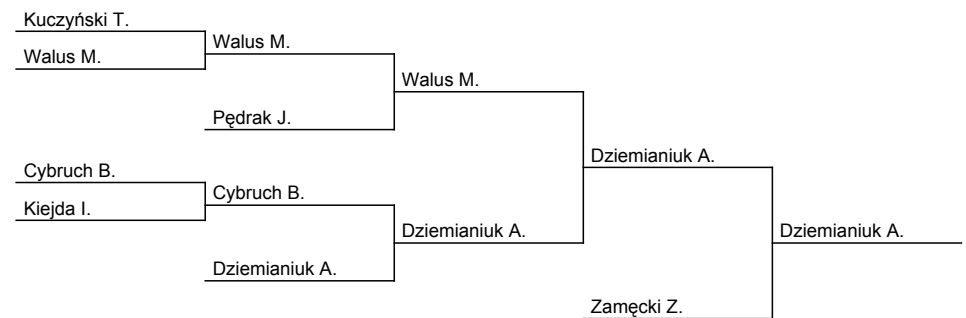 Kuczyński T.
Walus M.
Walus M.
Walus M.
Pędrak J.
Dziemianiuk A.
Cybruch B.
Cybruch B.
Kiejda I.
Dziemianiuk A.
Dziemianiuk A.
Dziemianiuk A.
Zamęcki Z.